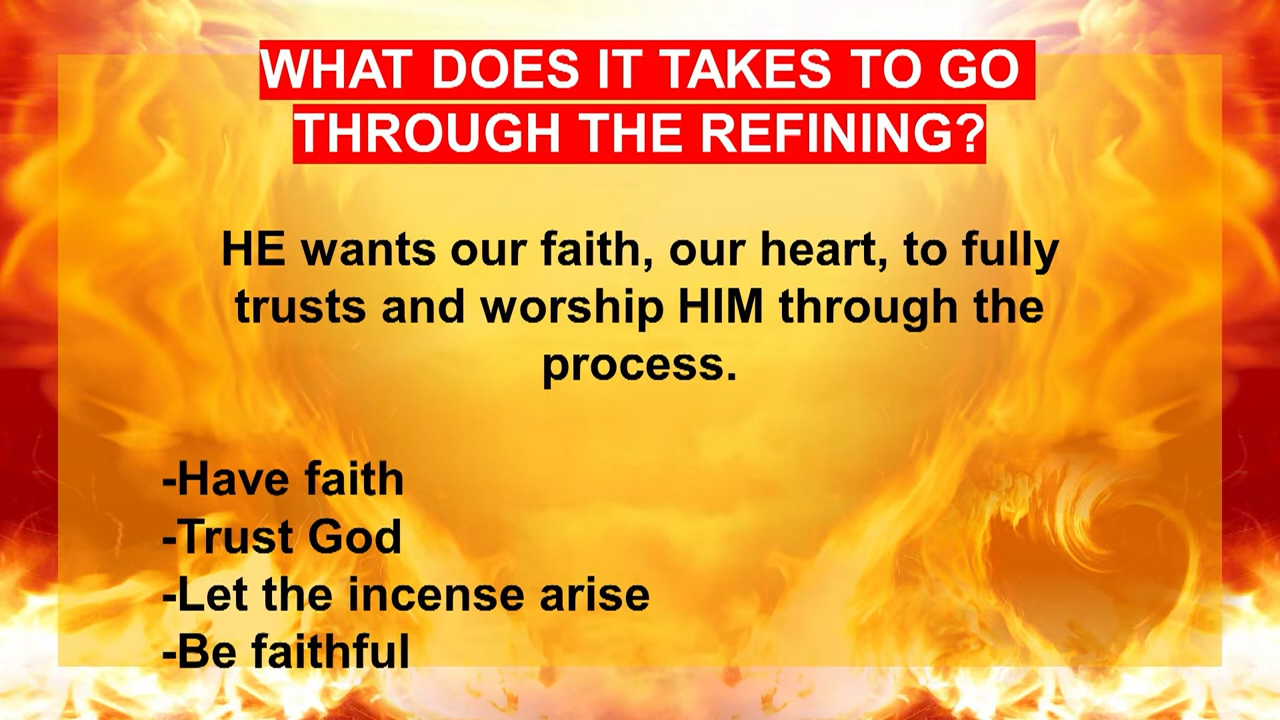 WHAT DOES IT TAKES TO GO
THROUGH THE REFINING?
HE wants our faith, our heart, to fully
trusts and worship HIM through the
process.
-Have faith
-Trust God
-Let the incense arise
-Be faithful